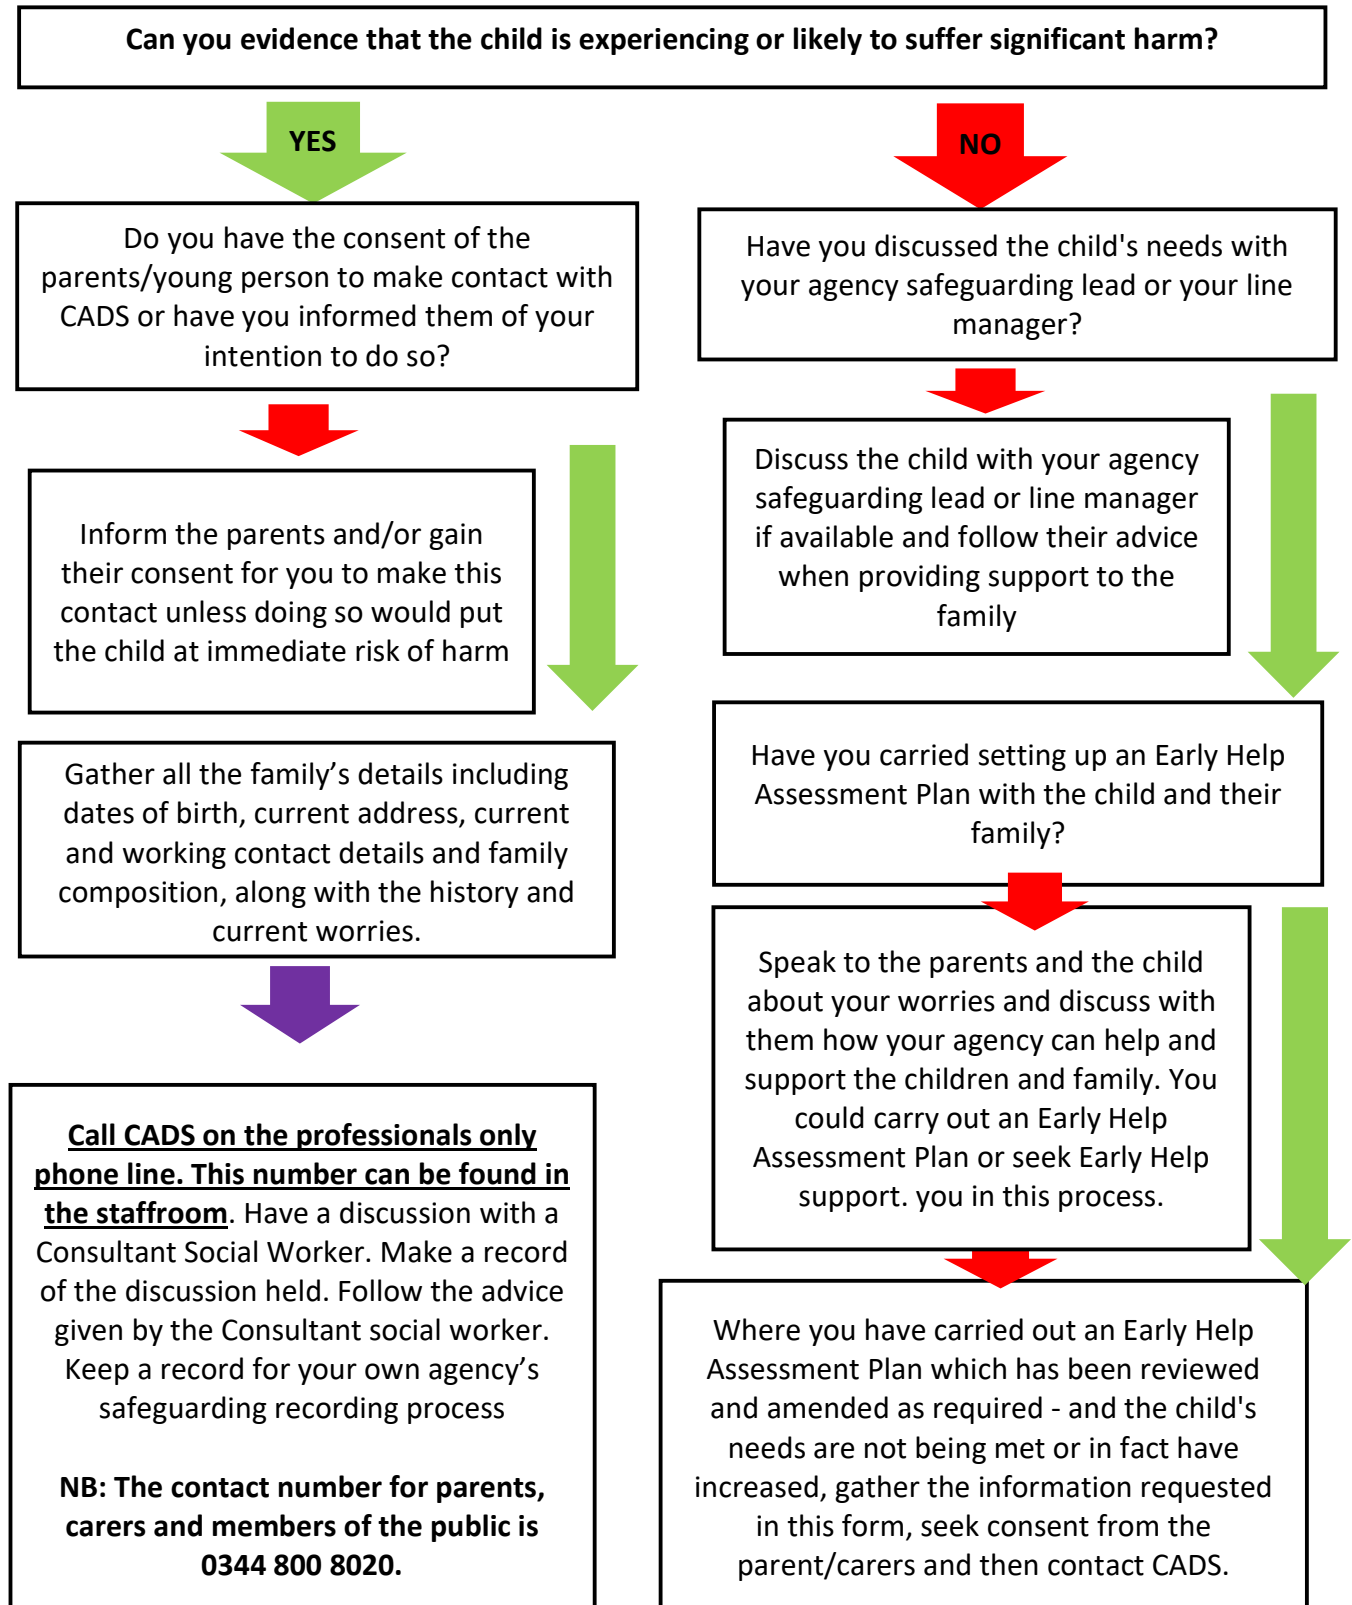 Can you evidence that the child is experiencing or likely to suffer significant harm?
YES
NO
Do you have the consent of the
parents/young person to make contact with
CADS or have you informed them of your
intention to do so?
Inform the parents and/or gain
their consent for you to make this
contact unless doing so would put
the child at immediate risk of harm
Gather all the family’s details including
dates of birth, current address, current
and working contact details and family
composition, along with the history and
current worries.
Call CADS on the professionals only
phone line. This number can be found in
the staffroom. Have a discussion with a
Consultant Social Worker. Make a record
of the discussion held. Follow the advice
given by the Consultant social worker.
Keep a record for your own agency’s
safeguarding recording process
NB: The contact number for parents,
carers and members of the public is
0344 800 8020.
Have you discussed the child's needs with
your agency safeguarding lead or your line
manager?
Discuss the child with your agency
safeguarding lead or line manager
if available and follow their advice
when providing support to the
family
Have you carried setting up an Early Help
Assessment Plan with the child and their
family?
Speak to the parents and the child
about your worries and discuss with
them how your agency can help and
support the children and family. You
could carry out an Early Help
Assessment Plan or seek Early Help
support. you in this process.
Where you have carried out an Early Help
Assessment Plan which has been reviewed
and amended as required - and the child's
needs are not being met or in fact have
increased, gather the information requested
in this form, seek consent from the
parent/carers and then contact CADS.